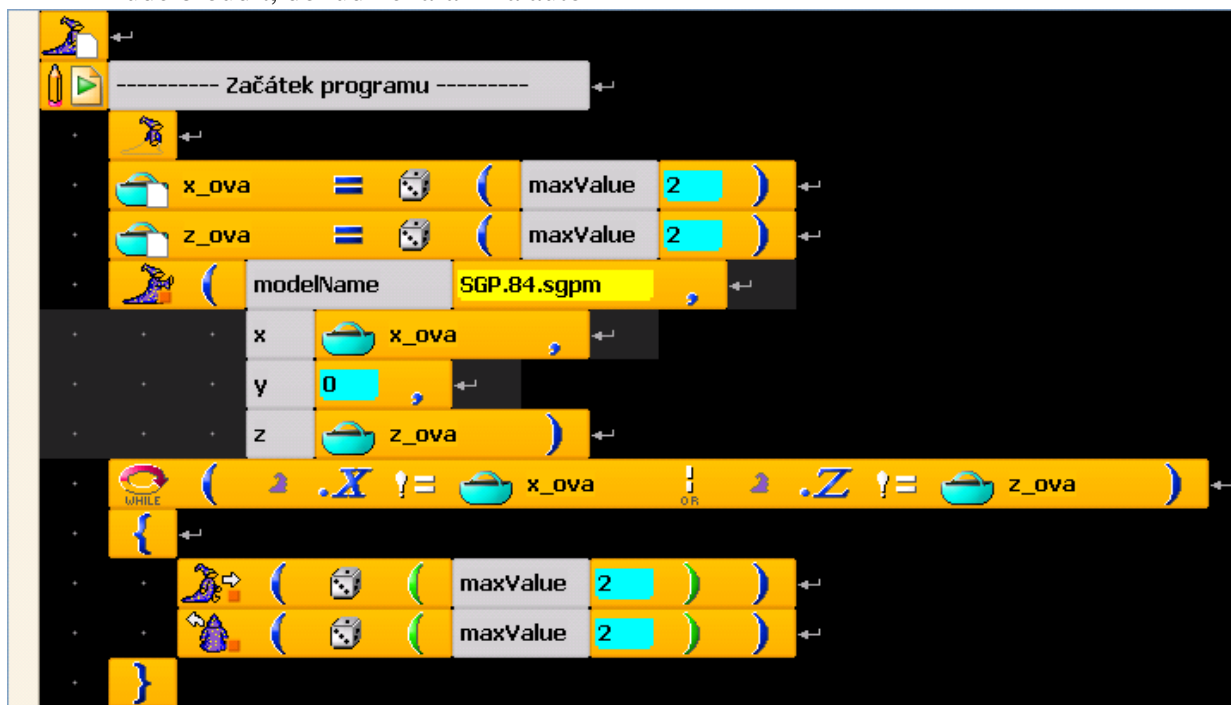 ---------- Začátek programu ---------
x_ova = ( maxValue 2 )
z_ova = ( maxValue 2 )
( modelName SGP.84.sgpm ,
x x_ova ,
y 0 ,
z z_ova )
WHILE ( .X != x_ova OR .Z != z_ova )
{
( ( maxValue 2 ) )
( ( maxValue 2 ) )
}